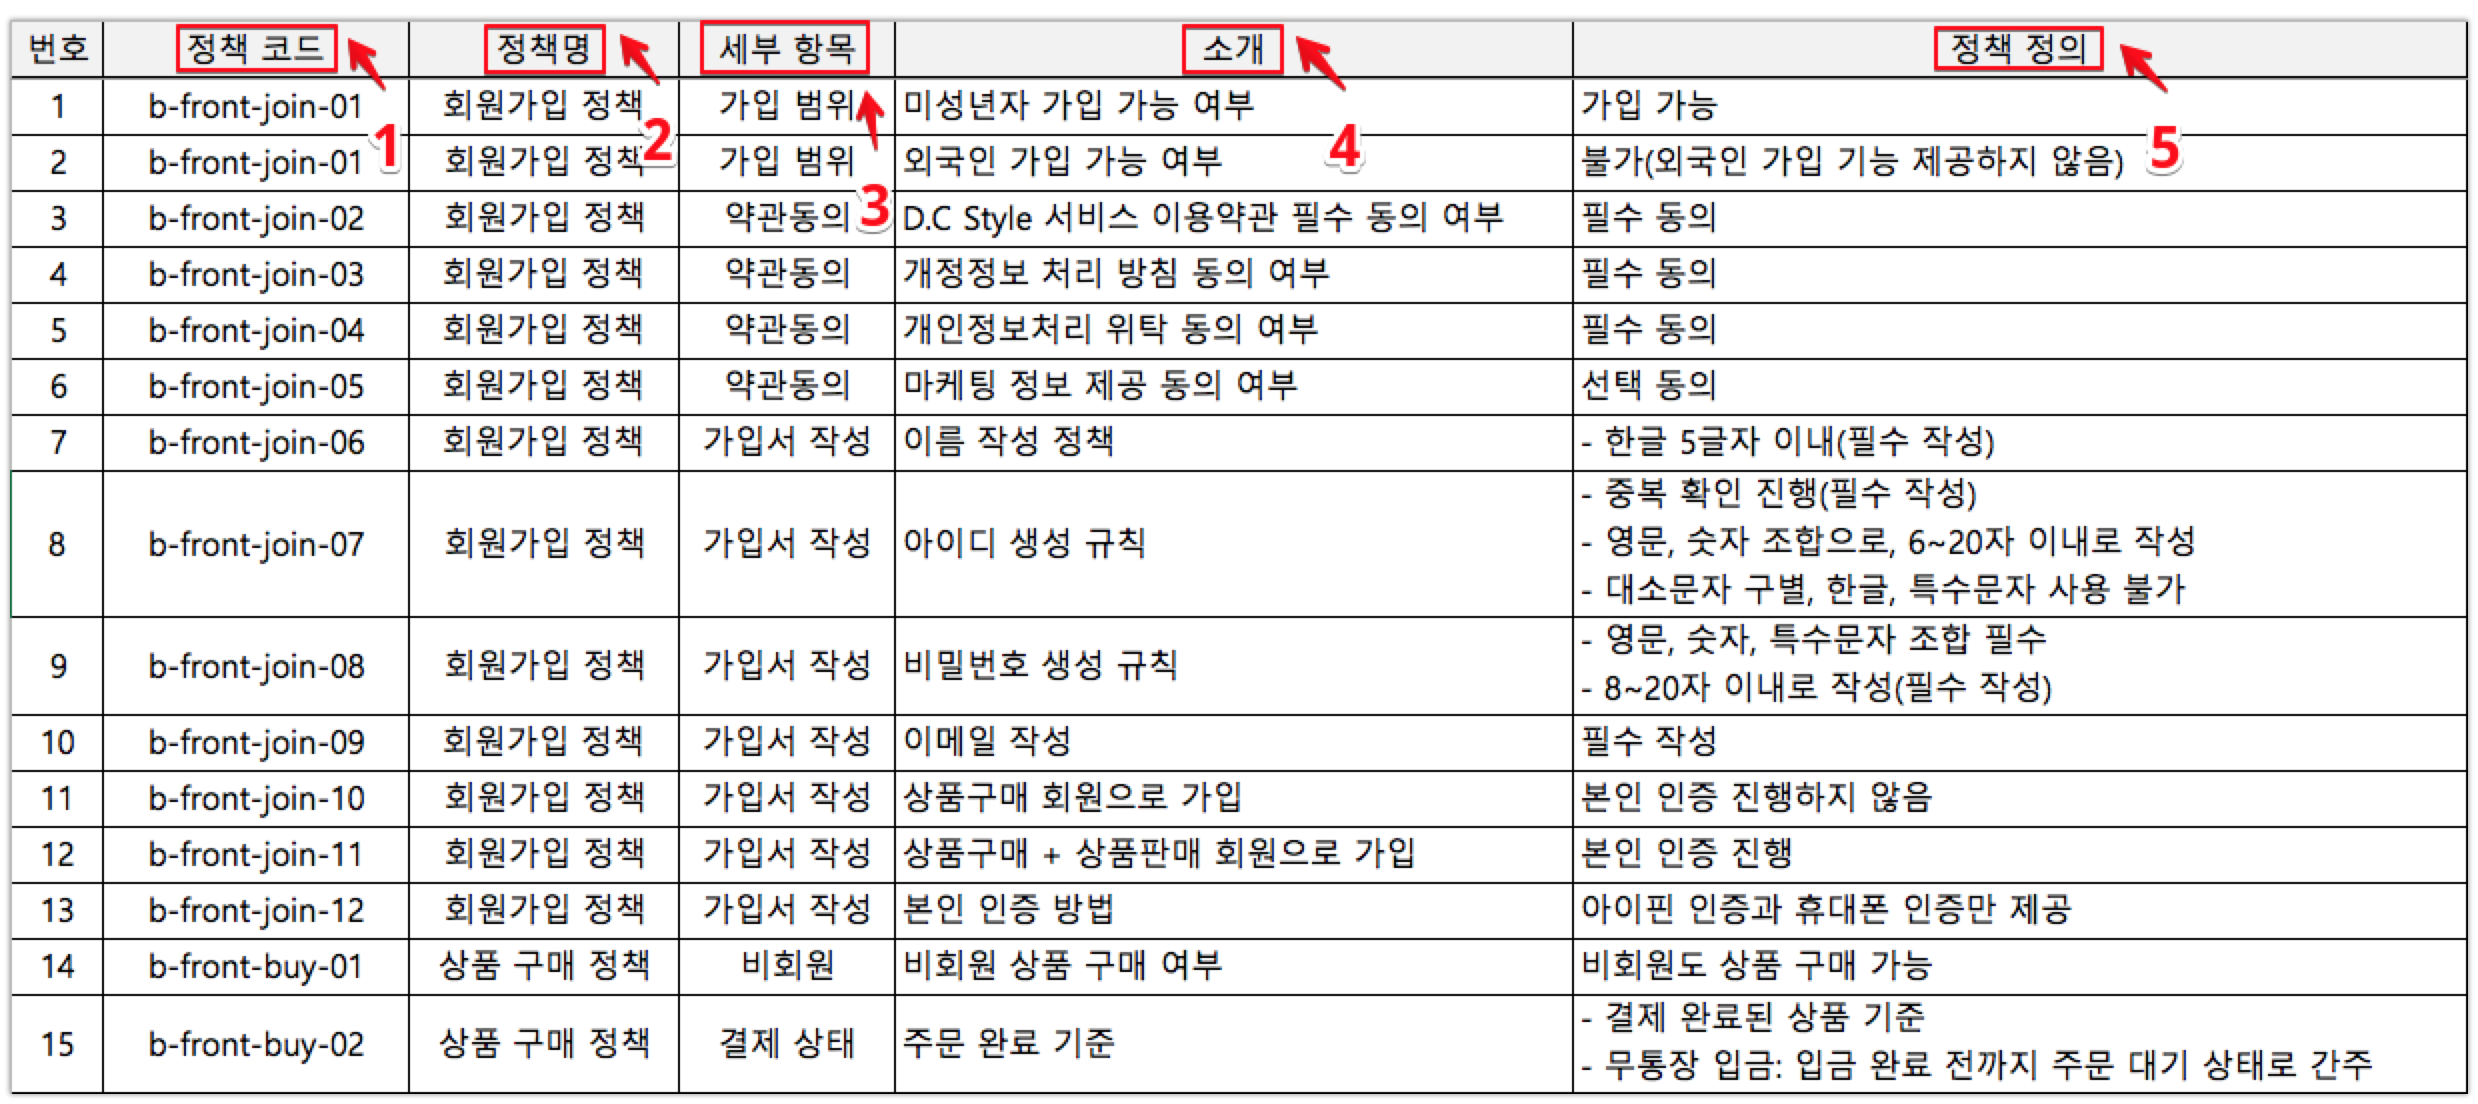 번호 정책 코드 정책명 세부 항목 소개 정책 정의
1 b-front-join-01 회원가입 정책 가입 범위 미성년자 가입 가능 여부 가입 가능
1 2 3 4 5
2 b-front-join-01 회원가입 정책 가입 범위 외국인 가입 가능 여부 불가(외국인 가입 기능 제공하지 않음)
3 b-front-join-02 회원가입 정책 약관동의 D.C Style 서비스 이용약관 필수 동의 여부 필수 동의
4 b-front-join-03 회원가입 정책 약관동의 개정정보 처리 방침 동의 여부 필수 동의
5 b-front-join-04 회원가입 정책 약관동의 개인정보처리 위탁 동의 여부 필수 동의
6 b-front-join-05 회원가입 정책 약관동의 마케팅 정보 제공 동의 여부 선택 동의
7 b-front-join-06 회원가입 정책 가입서 작성 이름 작성 정책 - 한글 5글자 이내(필수 작성)
8 b-front-join-07 회원가입 정책 가입서 작성 아이디 생성 규칙 - 중복 확인 진행(필수 작성)
- 영문, 숫자 조합으로, 6~20자 이내로 작성
- 대소문자 구별, 한글, 특수문자 사용 불가
9 b-front-join-08 회원가입 정책 가입서 작성 비밀번호 생성 규칙 - 영문, 숫자, 특수문자 조합 필수
- 8~20자 이내로 작성(필수 작성)
10 b-front-join-09 회원가입 정책 가입서 작성 이메일 작성 필수 작성
11 b-front-join-10 회원가입 정책 가입서 작성 상품구매 회원으로 가입 본인 인증 진행하지 않음
12 b-front-join-11 회원가입 정책 가입서 작성 상품구매 + 상품판매 회원으로 가입 본인 인증 진행
13 b-front-join-12 회원가입 정책 가입서 작성 본인 인증 방법 아이핀 인증과 휴대폰 인증만 제공
14 b-front-buy-01 상품 구매 정책 비회원 비회원 상품 구매 여부 비회원도 상품 구매 가능
15 b-front-buy-02 상품 구매 정책 결제 상태 주문 완료 기준 - 결제 완료된 상품 기준
- 무통장 입금: 입금 완료 전까지 주문 대기 상태로 간주